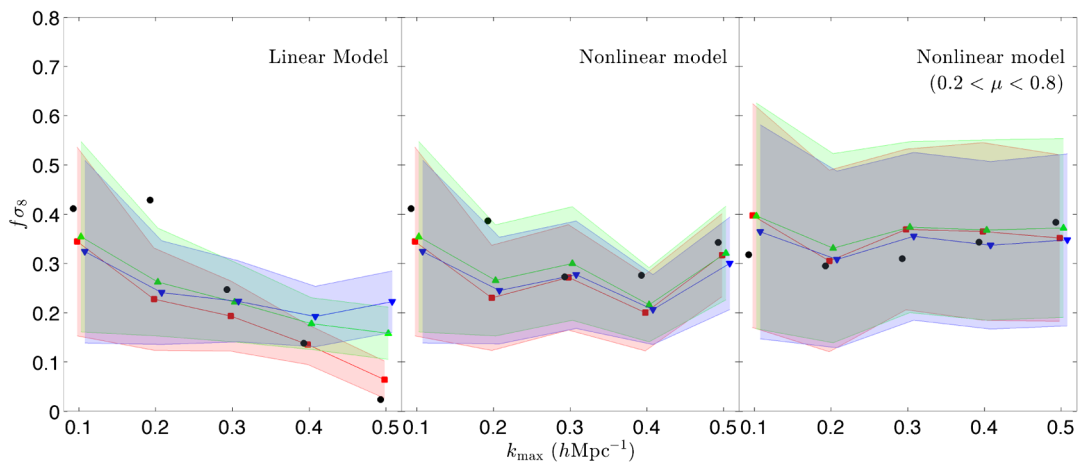 0.8
0.7
0.6
0.5
0.4
0.3
0.2
0.1
0
fσ₈
Linear Model
Nonlinear model
Nonlinear model
(0.2 < μ < 0.8)
0.1 0.2 0.3 0.4 0.5 0.1 0.2 0.3 0.4 0.5 0.1 0.2 0.3 0.4 0.5
k_max (hMpc⁻¹)